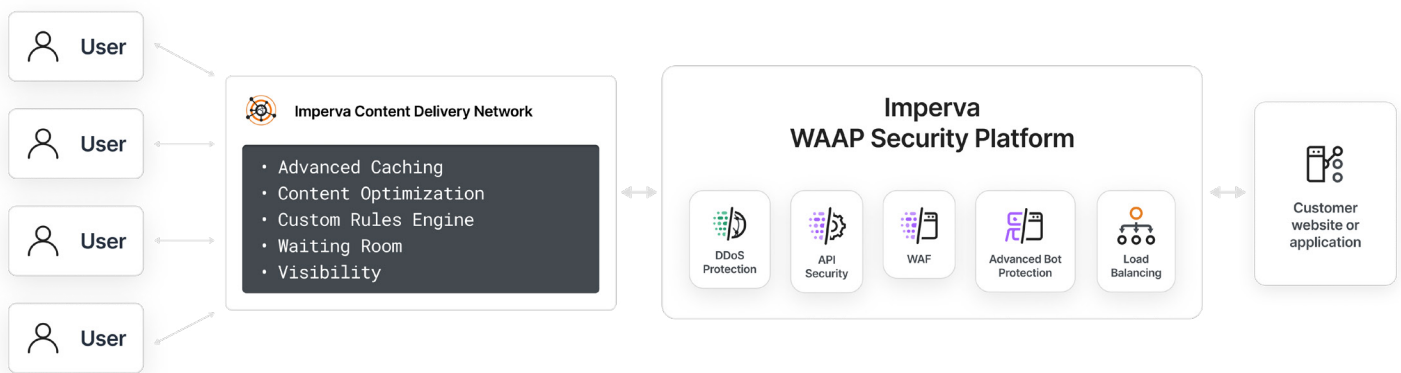 User
User
User
User
Imperva Content Delivery Network
• Advanced Caching
• Content Optimization
• Custom Rules Engine
• Waiting Room
• Visibility
Imperva
WAAP Security Platform
DDoS
Protection
API
Security
WAF
Advanced Bot
Protection
Load
Balancing
Customer
website or
application